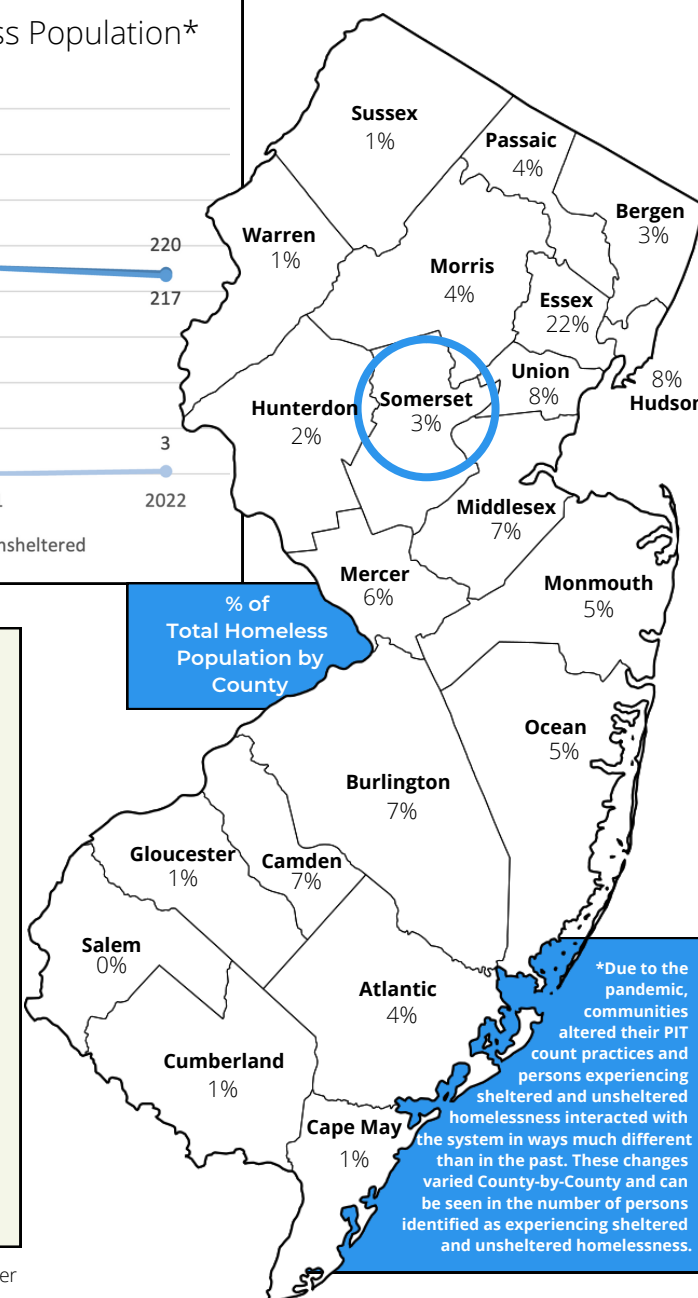 ss Population*
220
217
3
2022
nsheltered
Sussex
1%
Passaic
4%
Bergen
3%
Warren
1%
Morris
4%
Essex
22%
Union
8%
8%
Hudson
Somerset
3%
Hunterdon
2%
Middlesex
7%
Mercer
6%
Monmouth
5%
% of
Total Homeless
Population by
County
Ocean
5%
Burlington
7%
Gloucester
1%
Camden
7%
Salem
0%
Atlantic
4%
Cumberland
1%
Cape May
1%
*Due to the
pandemic,
communities
altered their PIT
count practices and
persons experiencing
sheltered and unsheltered
homelessness interacted with
the system in ways much different
than in the past. These changes
varied County-by-County and can
be seen in the number of persons
identified as experiencing sheltered
and unsheltered homelessness.
er